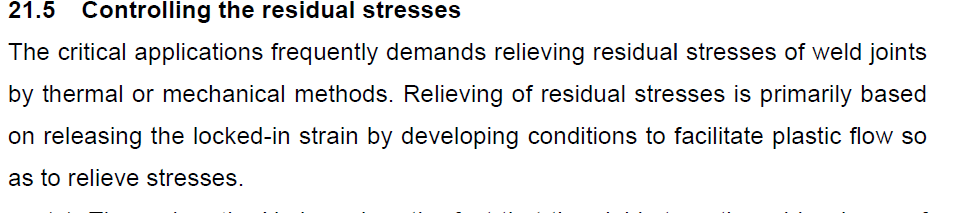 21.5 Controlling the residual stresses
The critical applications frequently demands relieving residual stresses of weld joints
by thermal or mechanical methods. Relieving of residual stresses is primarily based
on releasing the locked-in strain by developing conditions to facilitate plastic flow so
as to relieve stresses.